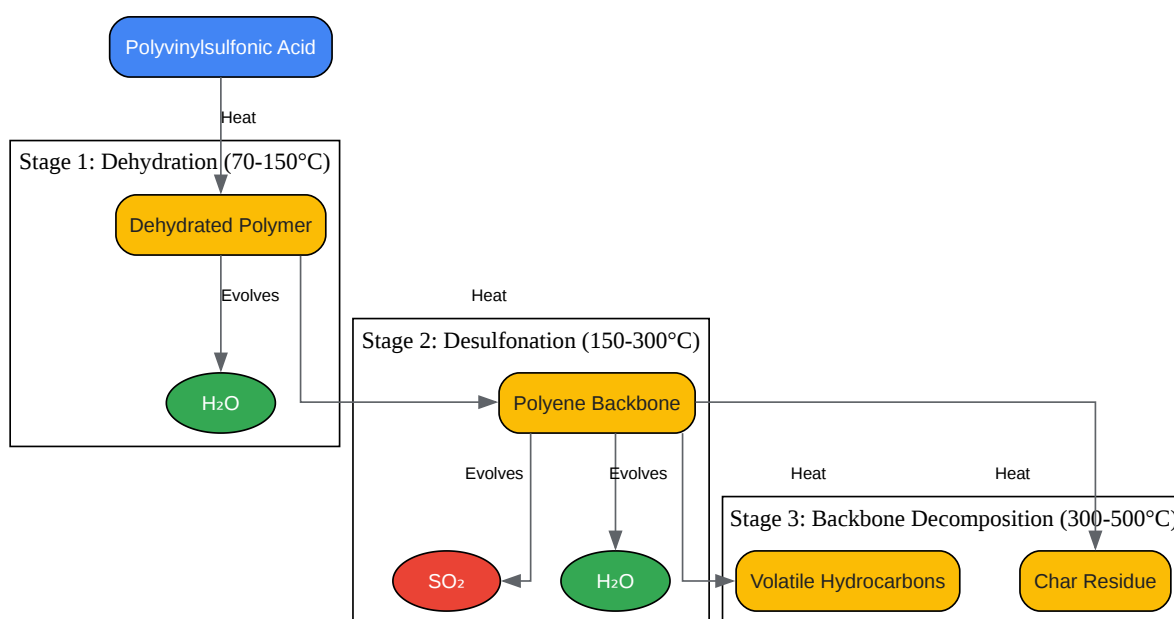 Polyvinylsulfonic Acid
Heat
Stage 1: Dehydration (70-150°C)
Dehydrated Polymer
Evolves
Heat
H₂O
Stage 2: Desulfonation (150-300°C)
Polyene Backbone
Evolves
Evolves
Heat
Heat
Stage 3: Backbone Decomposition (300-500°C)
SO₂
H₂O
Volatile Hydrocarbons
Char Residue